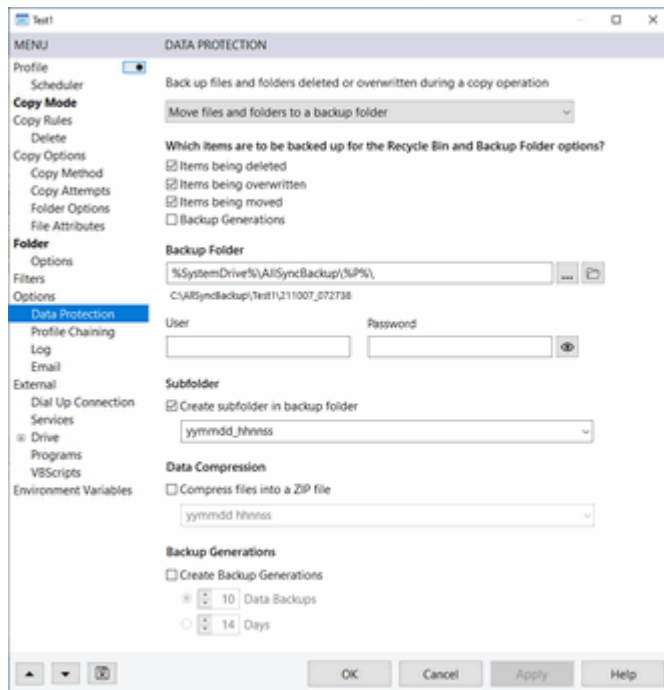 Test1
MENU
DATA PROTECTION
Profile
Scheduler
Copy Mode
Copy Rules
Delete
Copy Options
Copy Method
Copy Attempts
Folder Options
File Attributes
Folder
Options
Filters
Options
Data Protection
Profile Chaining
Log
Email
External
Dial Up Connection
Services
Drive
Programs
VBScripts
Environment Variables
Back up files and folders deleted or overwritten during a copy operation
Move files and folders to a backup folder
Which items are to be backed up for the Recycle Bin and Backup Folder options?
Items being deleted
Items being overwritten
Items being moved
Backup Generations
Backup Folder
%SystemDrive%\AllSyncBackup\%P%\
...
C:\AllSyncBackup\Test1\211007_072738
User Password
Subfolder
Create subfolder in backup folder
yymmdd_hhnnss
Data Compression
Compress files into a ZIP file
yymmdd hhnnss
Backup Generations
Create Backup Generations
10 Data Backups
14 Days
OK Cancel Apply Help